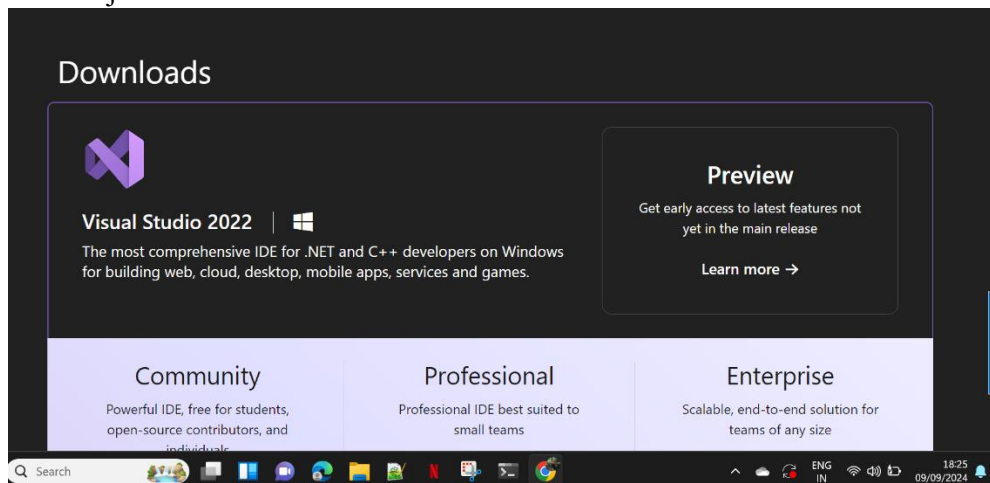 Downloads
Visual Studio 2022
The most comprehensive IDE for .NET and C++ developers on Windows
for building web, cloud, desktop, mobile apps, services and games.
Preview
Get early access to latest features not
yet in the main release
Learn more →
Community
Powerful IDE, free for students,
open-source contributors, and
individuals
Professional
Professional IDE best suited to
small teams
Enterprise
Scalable, end-to-end solution for
teams of any size
Search
ENG
IN
18:25
09/09/2024